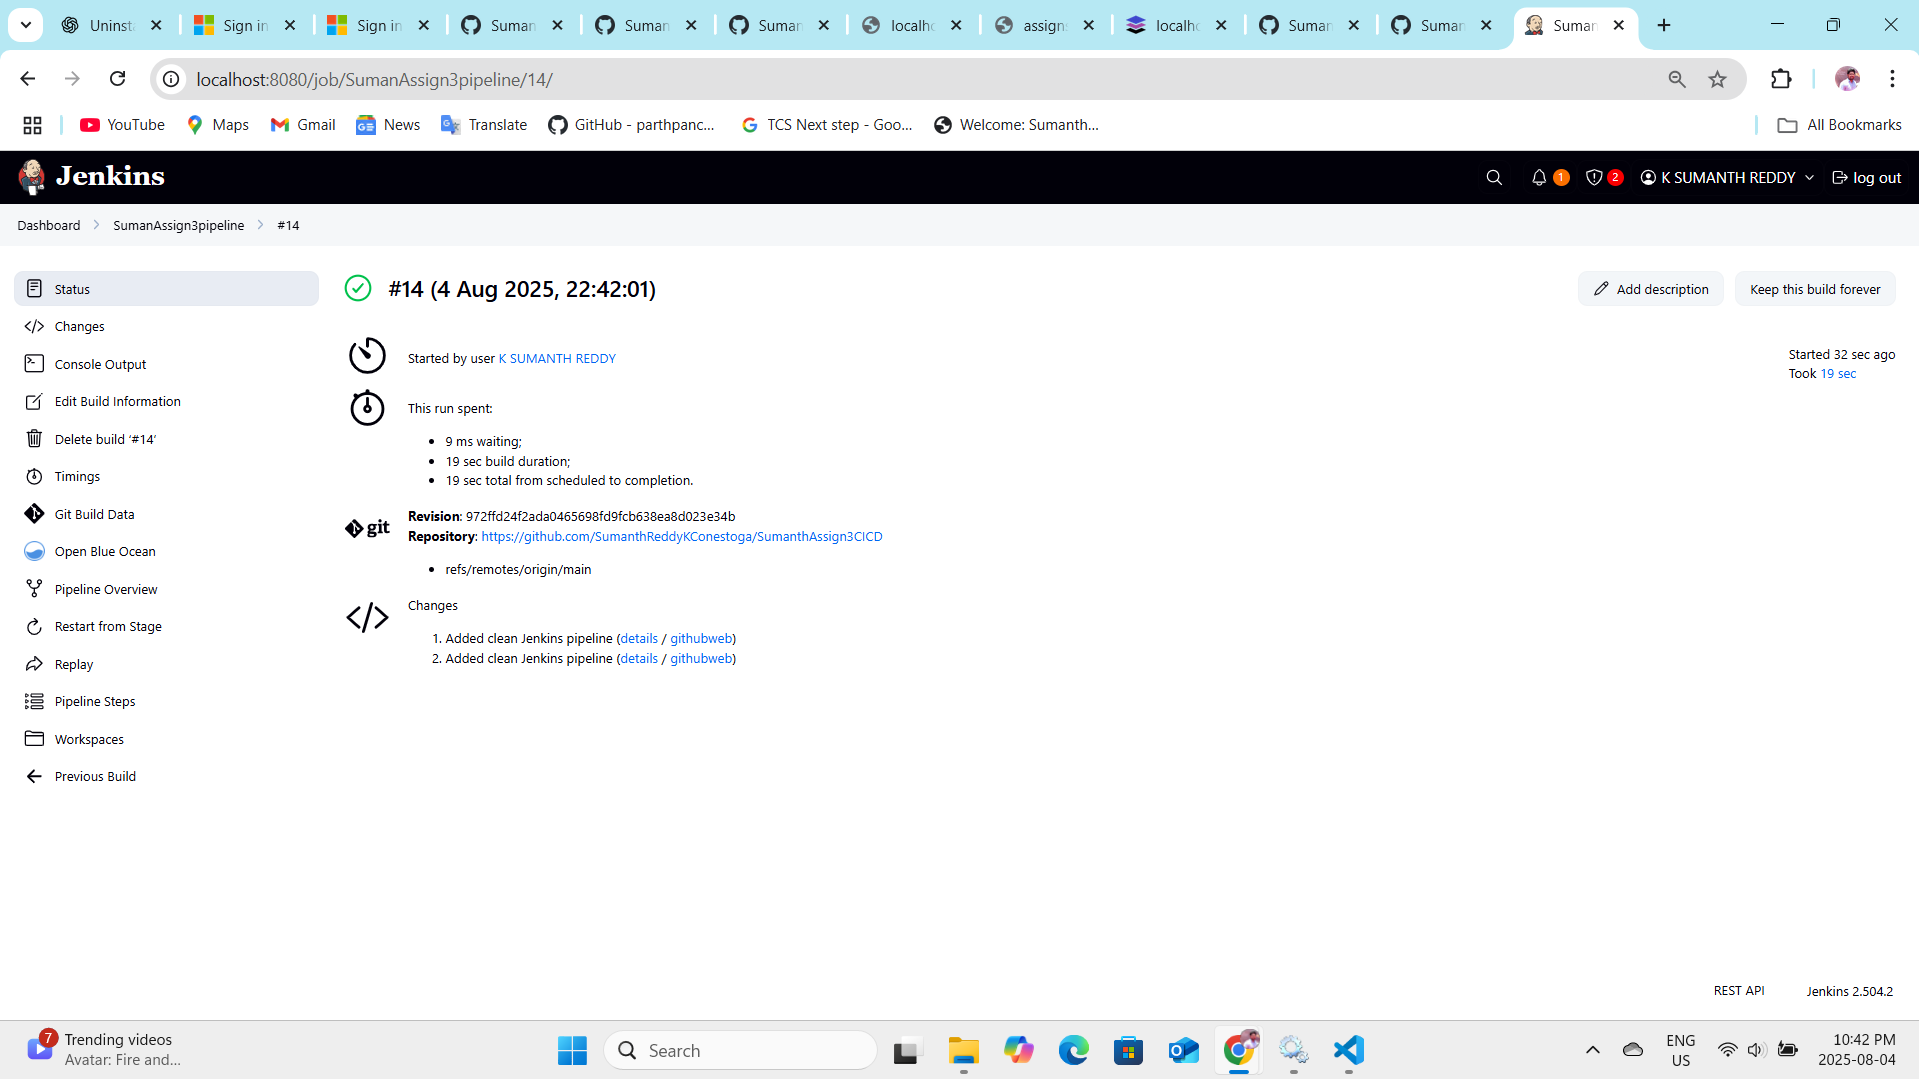 Uninsta
Sign in
Sign in
Suman
Suman
Suman
localho
assigns
localho
Suman
Suman
Suman
localhost:8080/job/SumanAssign3pipeline/14/
YouTube
Maps
Gmail
News
Translate
GitHub - parthpanc...
TCS Next step - Goo...
Welcome: Sumanth...
All Bookmarks
Jenkins
1
2
K SUMANTH REDDY
log out
Dashboard
SumanAssign3pipeline
#14
Status
Changes
Console Output
Edit Build Information
Delete build ‘#14’
Timings
Git Build Data
Open Blue Ocean
Pipeline Overview
Restart from Stage
Replay
Pipeline Steps
Workspaces
Previous Build
#14 (4 Aug 2025, 22:42:01)
Add description
Keep this build forever
Started by user K SUMANTH REDDY
Started 32 sec ago
Took 19 sec
This run spent:
9 ms waiting;
19 sec build duration;
19 sec total from scheduled to completion.
git
Revision: 972ffd24f2ada0465698fd9fcb638ea8d023e34b
Repository: https://github.com/SumanthReddyKConestoga/SumanthAssign3CICD
refs/remotes/origin/main
Changes
1. Added clean Jenkins pipeline (details / githubweb)
2. Added clean Jenkins pipeline (details / githubweb)
REST API
Jenkins 2.504.2
7
Trending videos
Avatar: Fire and...
Search
ENG
US
10:42 PM
2025-08-04